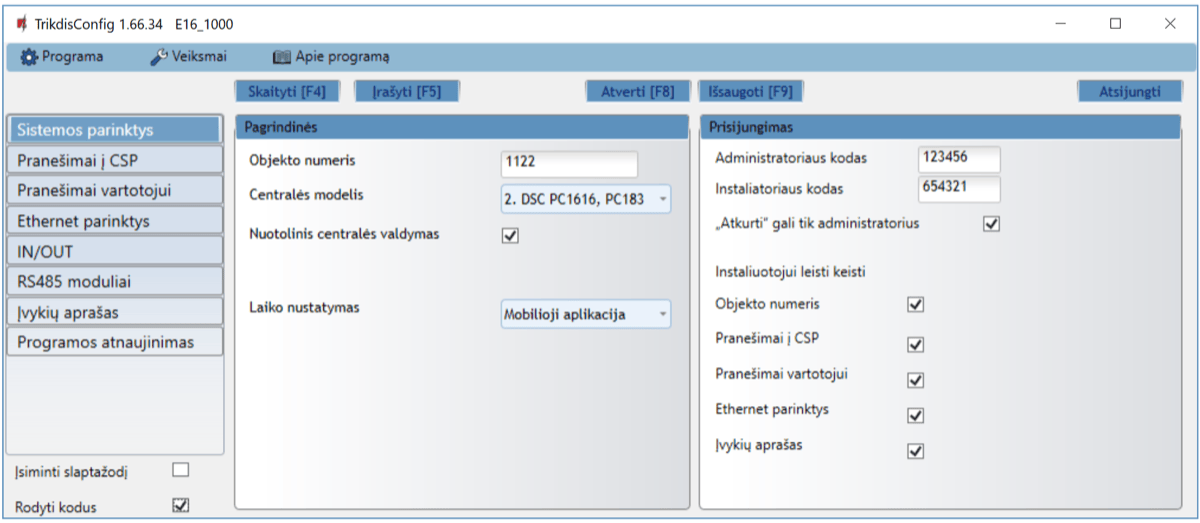 TrikdisConfig 1.66.34 E16_1000
Programa Veiksmai Apie programą
Skaityti [F4] Įrašyti [F5] Atverti [F8] Išsaugoti [F9] Atsijungti
Sistemos parinktys
Pranešimai į CSP
Pranešimai vartotojui
Ethernet parinktys
IN/OUT
RS485 moduliai
Įvykių aprašas
Programos atnaujinimas
Įsiminti slaptažodį
Rodyti kodus
Pagrindinės
Objekto numeris 1122
Centralės modelis 2. DSC PC1616, PC183
Nuotolinis centralės valdymas
Laiko nustatymas Mobilioji aplikacija
Prisijungimas
Administratoriaus kodas 123456
Instaliatoriaus kodas 654321
„Atkurti“ gali tik administratorius
Instaliuotojui leisti keisti
Objekto numeris
Pranešimai į CSP
Pranešimai vartotojui
Ethernet parinktys
Įvykių aprašas